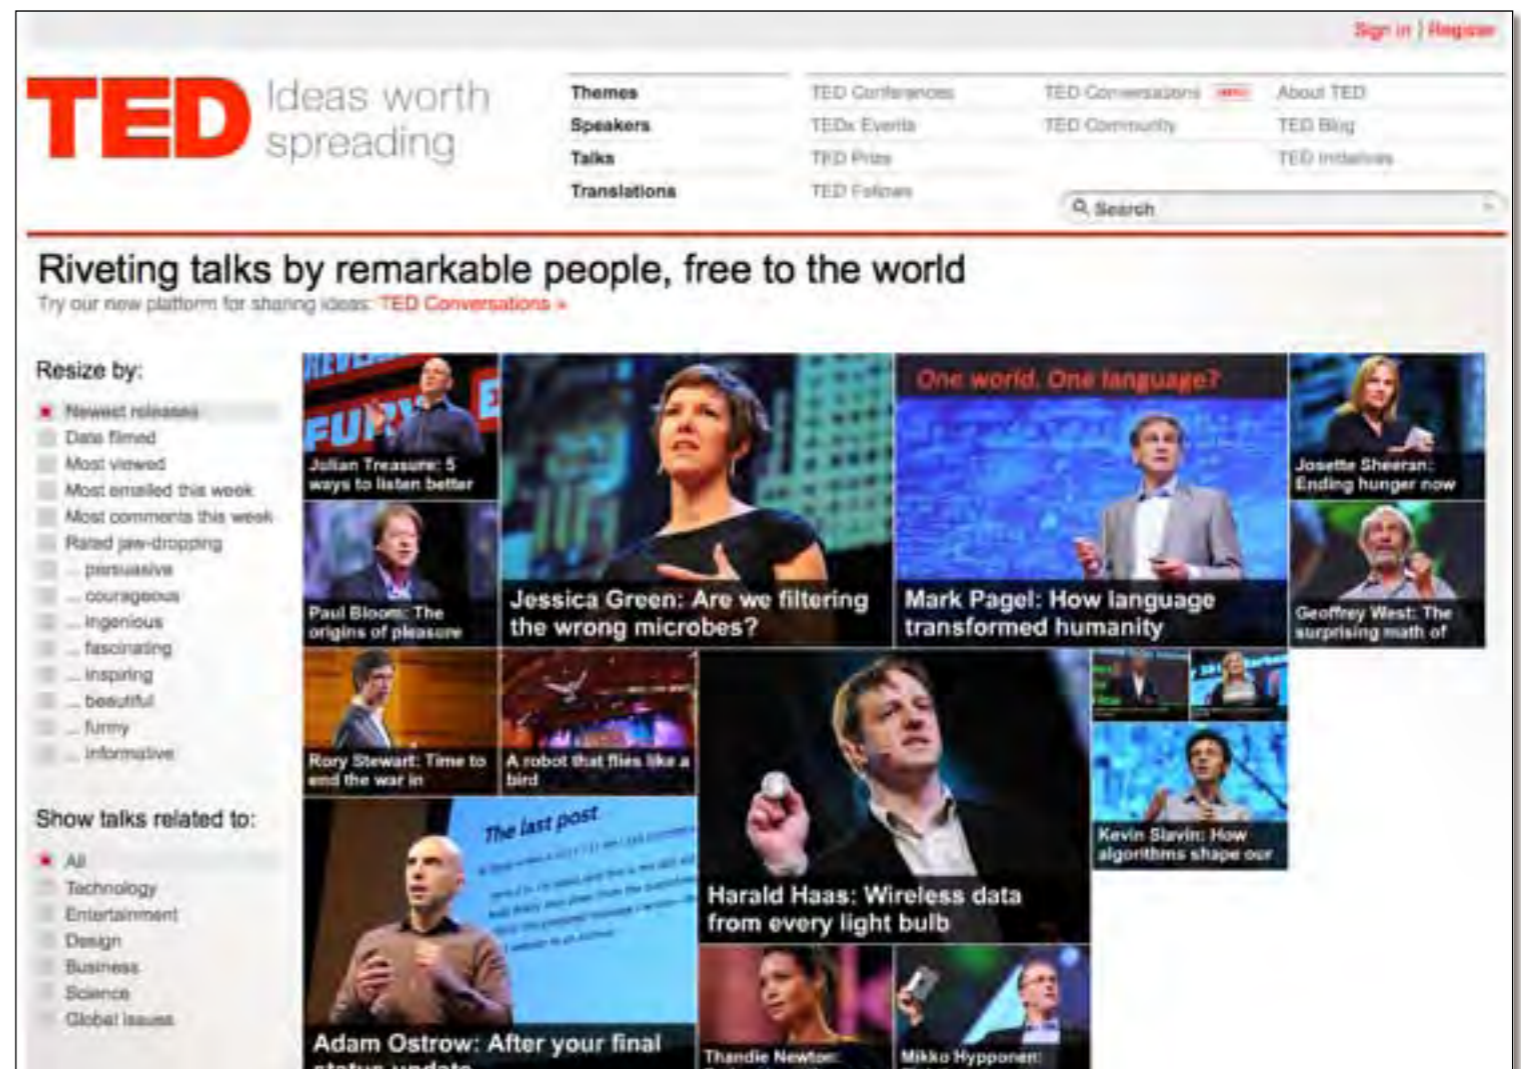 Sign in | Register
TED Ideas worth
spreading
Themes
Speakers
Talks
Translations
TED Conferences
TEDx Events
TED Prize
TED Fellows
TED Conversations
TED Community
About TED
TED Blog
TED Initiatives
Search
Riveting talks by remarkable people, free to the world
Try our new platform for sharing ideas: TED Conversations »
Resize by:
Newest releases
Date filmed
Most viewed
Most emailed this week
Most comments this week
Rated jaw-dropping
... persuasive
... courageous
... ingenious
... fascinating
... inspiring
... beautiful
... funny
... informative
Show talks related to:
All
Technology
Entertainment
Design
Business
Science
Global issues
FURY
Julian Treasure: 5
ways to listen better
Jessica Green: Are we filtering
the wrong microbes?
One world. One language?
Mark Pagel: How language
transformed humanity
Josette Sheeran:
Ending hunger now
Paul Bloom: The
origins of pleasure
Geoffrey West: The
surprising math of
Rory Stewart: Time to
end the war in
A robot that flies like a
bird
Harald Haas: Wireless data
from every light bulb
Kevin Slavin: How
algorithms shape our
The last post
Adam Ostrow: After your final
status update
Thandie Newton:
Mikko Hypponen: